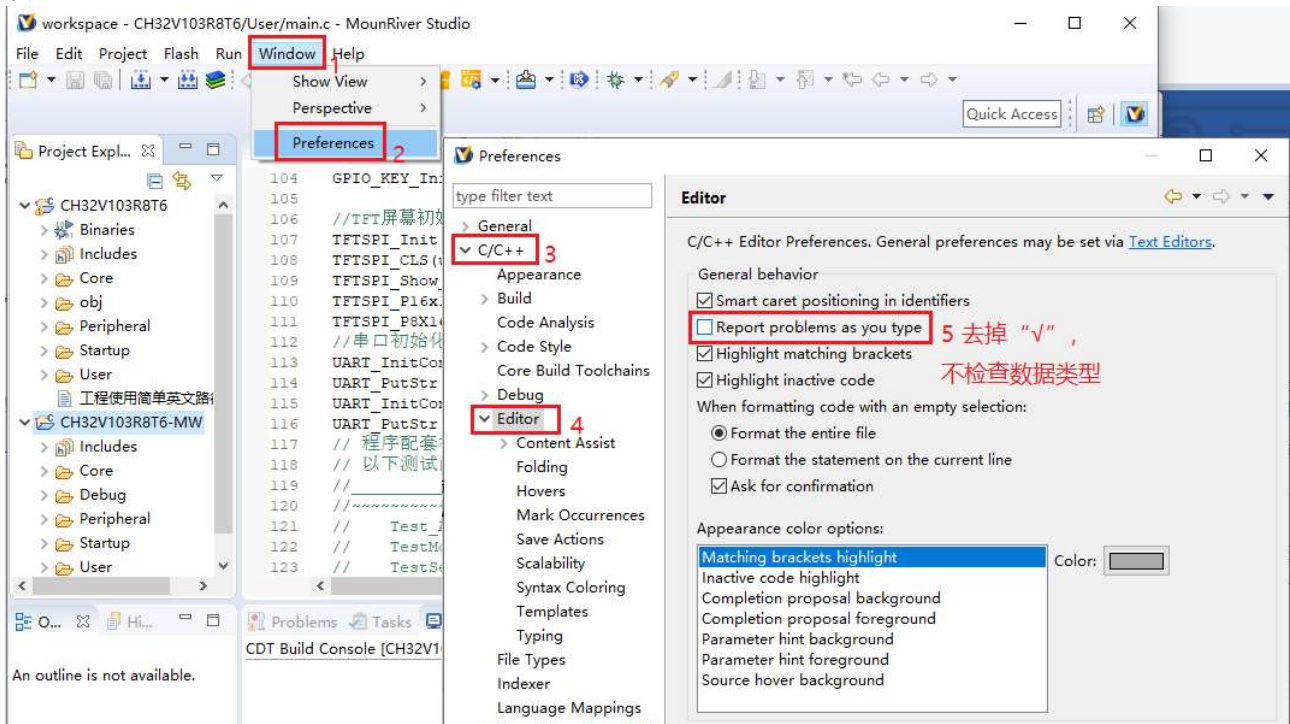 workspace - CH32V103R8T6/User/main.c - MounRiver Studio
File Edit Project Flash Run Window Help
1
Show View
Perspective
Preferences
2
Quick Access
Project Expl...
CH32V103R8T6
Binaries
Includes
Core
obj
Peripheral
Startup
User
工程使用简单英文路
CH32V103R8T6-MW
Includes
Core
Debug
Peripheral
Startup
User
O...
Hi...
An outline is not available.
104 GPIO_KEY_In
105
106 //TFT屏幕初
107 TFTSPI_Init
108 TFTSPI_CLS(
109 TFTSPI_Show_
110 TFTSPI_P16x
111 TFTSPI_P8X1
112 //串口初始化
113 UART_InitCo
114 UART_PutStr
115 UART_InitCo
116 UART_PutStr
117 // 程序配套
118 // 以下测试
119 //
120 //~~~~~~~~~
121 // Test_
122 // TestM
123 // TestS
Problems Tasks
CDT Build Console [CH32V1
Preferences
type filter text
General
C/C++
3
Appearance
Build
Code Analysis
Code Style
Core Build Toolchains
Debug
Editor
4
Content Assist
Folding
Hovers
Mark Occurrences
Save Actions
Scalability
Syntax Coloring
Templates
Typing
File Types
Indexer
Language Mappings
Editor
C/C++ Editor Preferences. General preferences may be set via Text Editors.
General behavior
Smart caret positioning in identifiers
Report problems as you type
5 去掉“√”,
Highlight matching brackets
不检查数据类型
Highlight inactive code
When formatting code with an empty selection:
Format the entire file
Format the statement on the current line
Ask for confirmation
Appearance color options:
Matching brackets highlight
Color:
Inactive code highlight
Completion proposal background
Completion proposal foreground
Parameter hint background
Parameter hint foreground
Source hover background